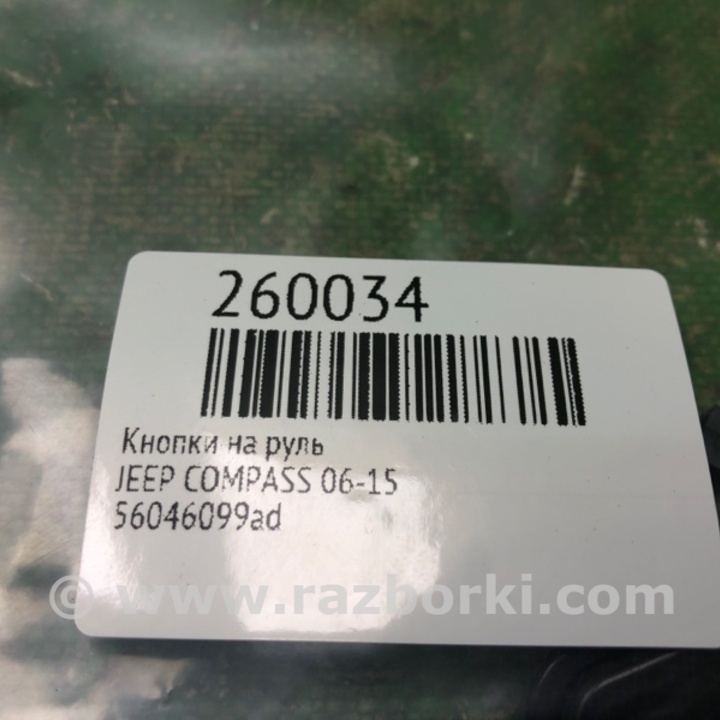 260034
Кнопки на руль
JEEP COMPASS 06-15
56046099ad
© www.razborki.com